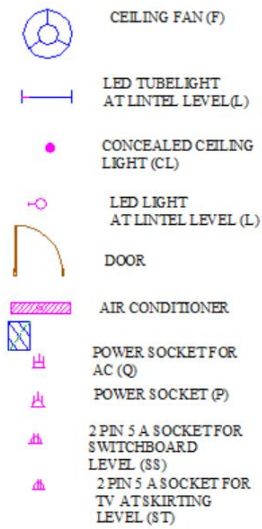 CEILING FAN (F)
LED TUBELIGHT
AT LINTEL LEVEL(L)
CONCEALED CEILING
LIGHT (CL)
LED LIGHT
AT LINTEL LEVEL (L)
DOOR
AIR CONDITIONER
POWER SOCKET FOR
AC (Q)
POWER SOCKET (P)
2 PIN 5 A SOCKET FOR
SWITCHBOARD
LEVEL (SS)
2 PIN 5 A SOCKET FOR
TV AT SKIRTING
LEVEL (ST)